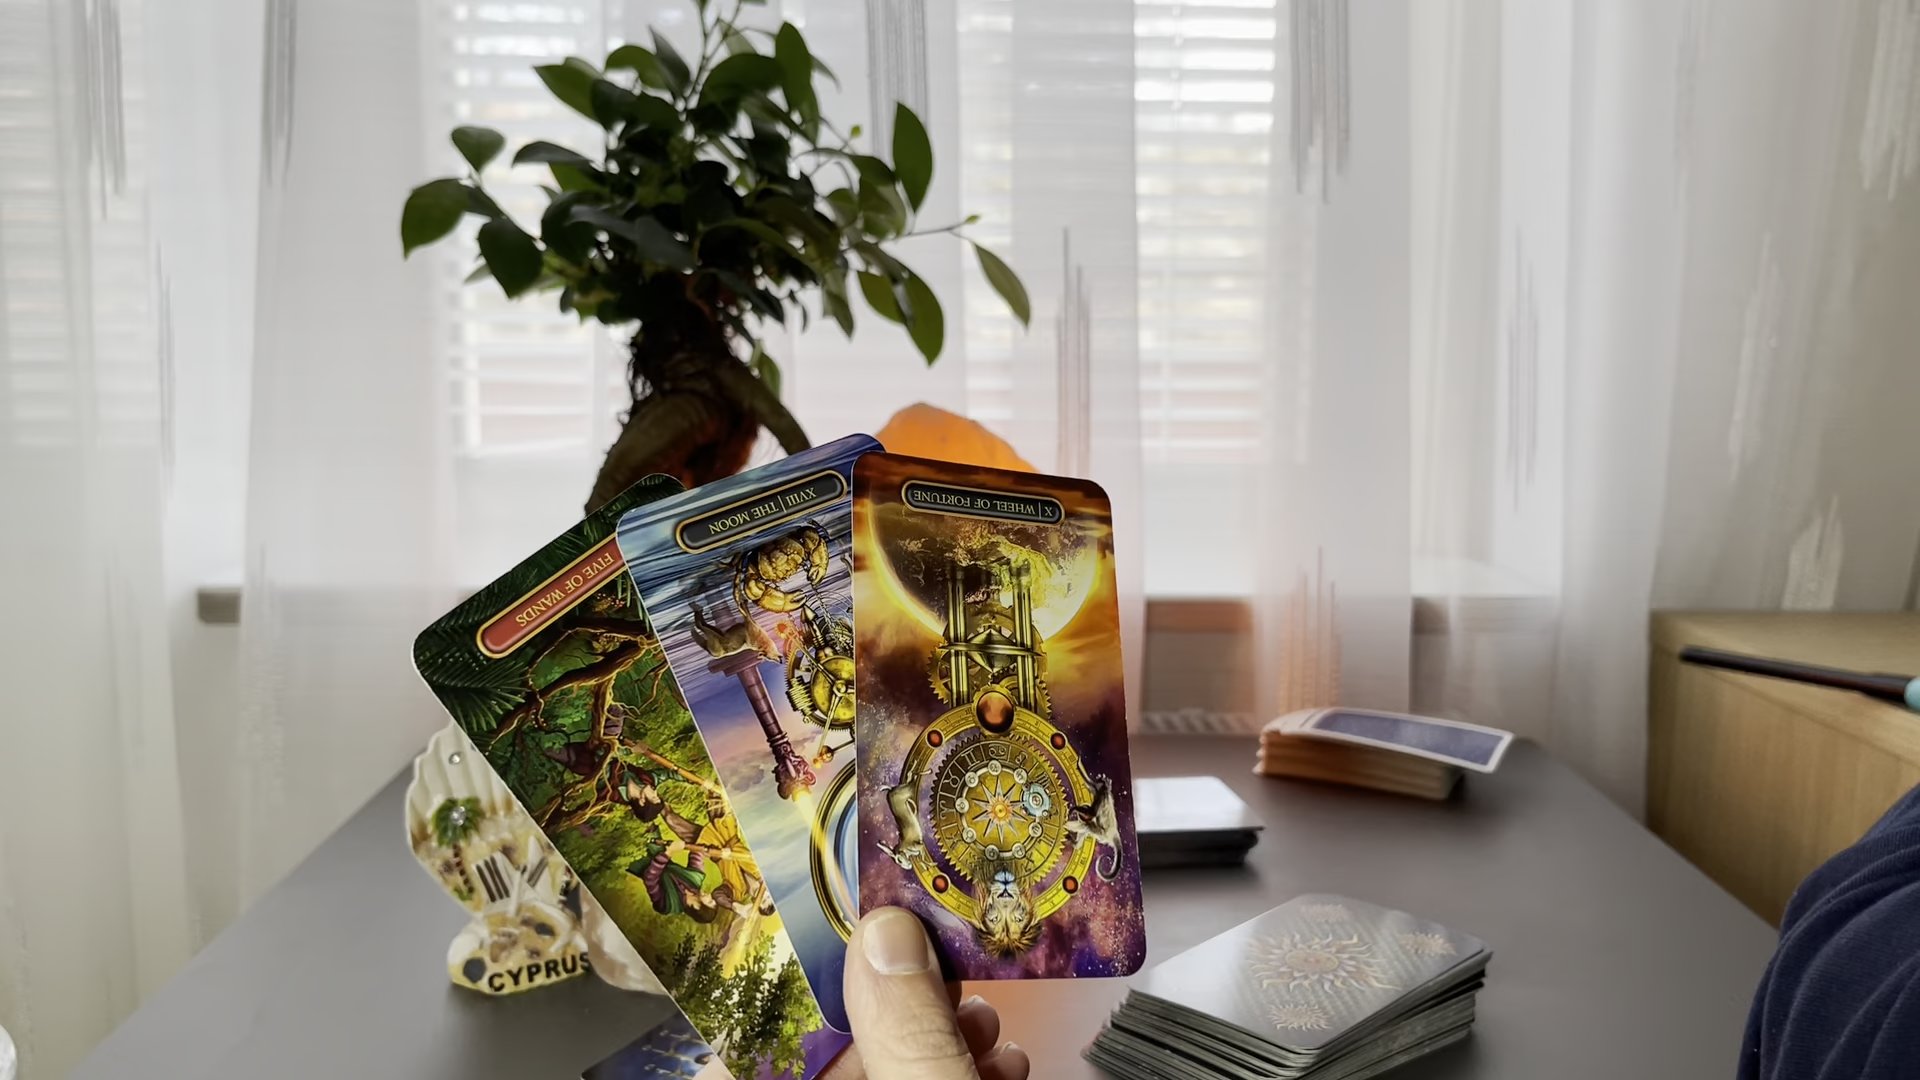 FIVE OF WANDS
XVIII | THE MOON
X | WHEEL OF FORTUNE
CYPRUS